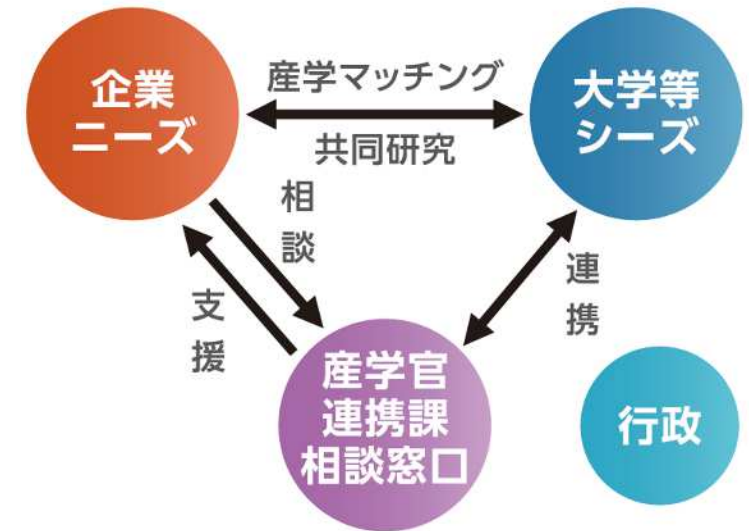 企業
ニーズ
産学マッチング
共同研究
大学等
シーズ
相談
支援
連携
産学官
連携課
相談窓口
行政